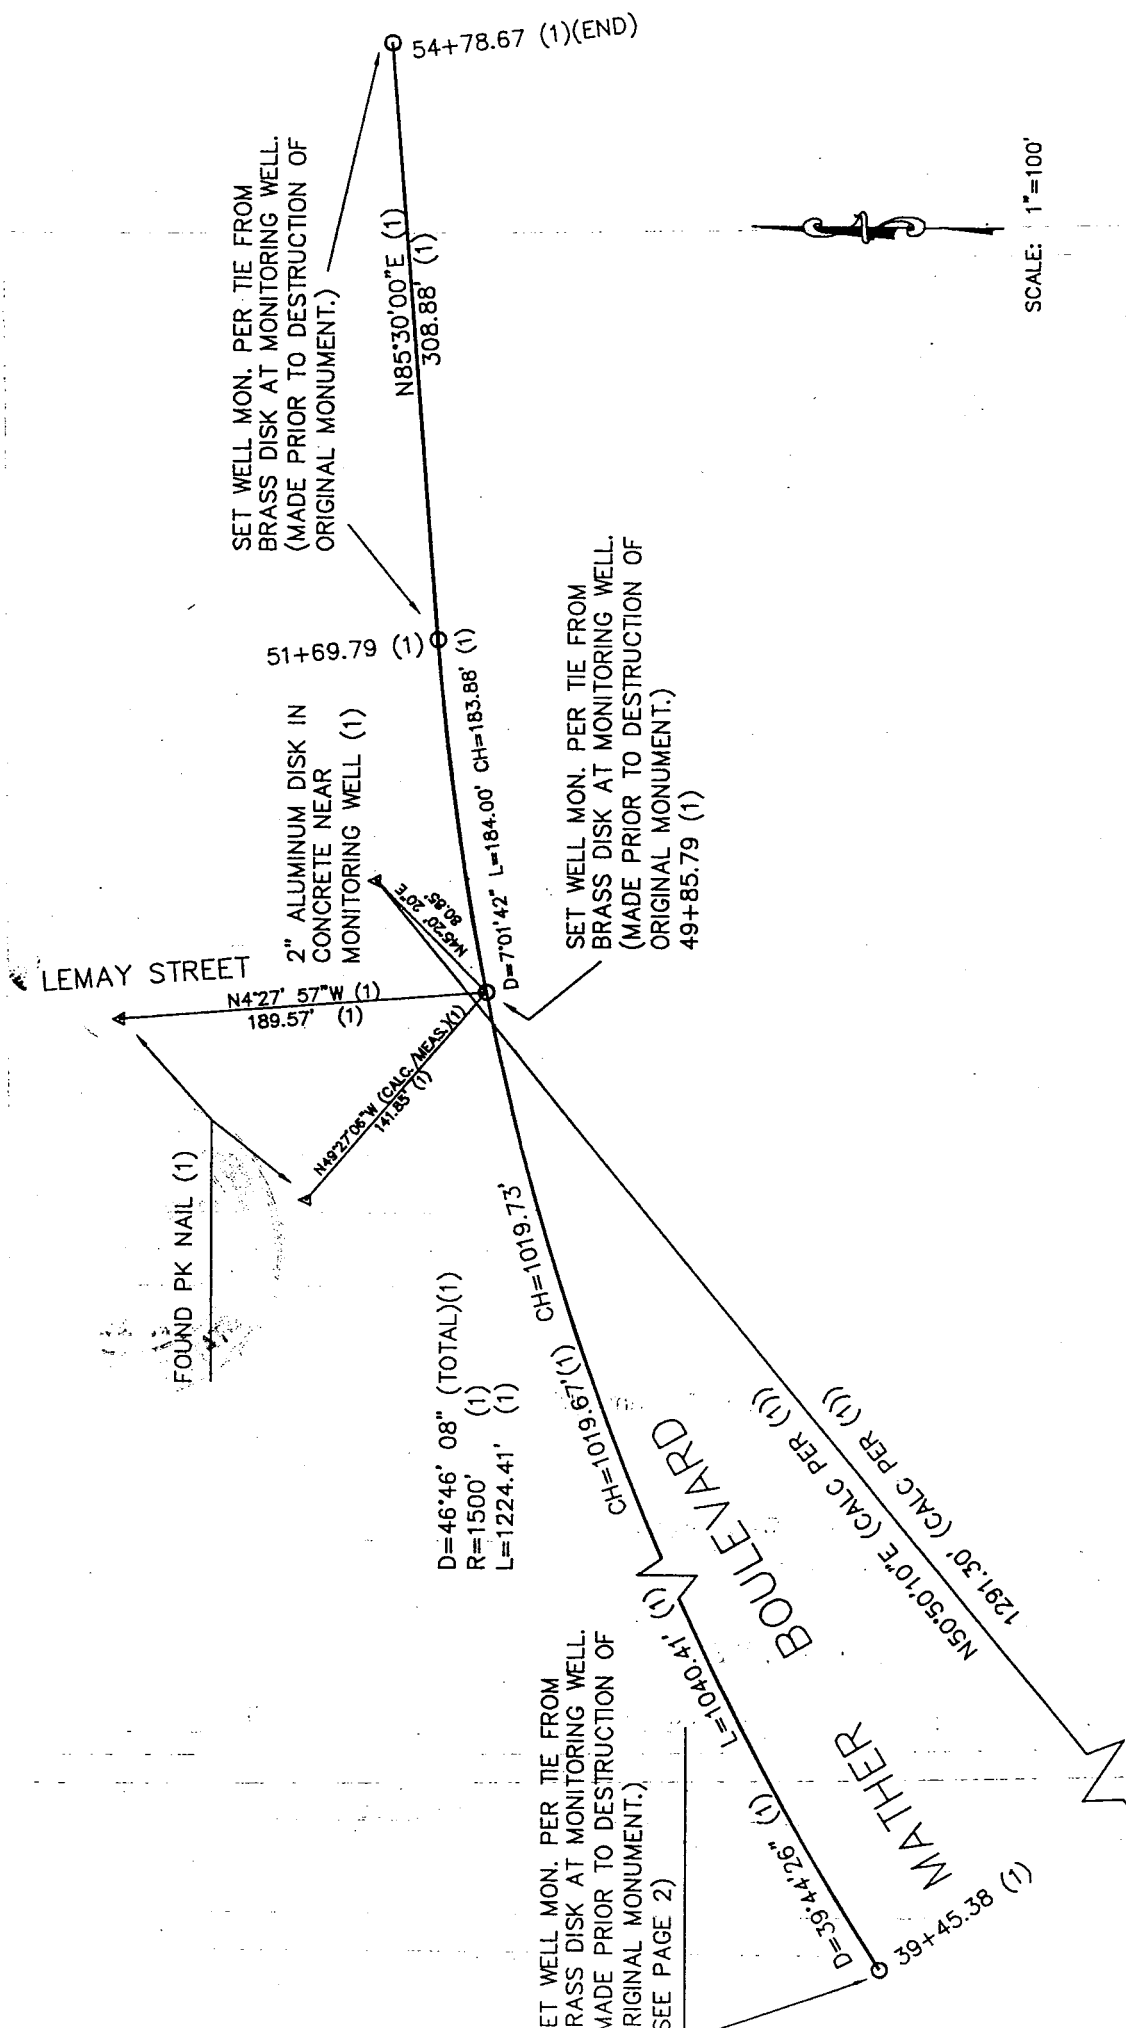 54+78.67 (1)(END)
SET WELL MON. PER TIE FROM
BRASS DISK AT MONITORING WELL.
(MADE PRIOR TO DESTRUCTION OF
ORIGINAL MONUMENT.)
N85°30'00"E (1)
308.88' (1)
SCALE: 1"=100'
51+69.79 (1)
2" ALUMINUM DISK IN
CONCRETE NEAR
MONITORING WELL (1)
D=7°01'42" L=184.00' CH=183.88' (1)
N45°20' 20"E
80.85'
SET WELL MON. PER TIE FROM
BRASS DISK AT MONITORING WELL.
(MADE PRIOR TO DESTRUCTION OF
ORIGINAL MONUMENT.)
49+85.79 (1)
LEMAY STREET
N4°27' 57"W (1)
189.57' (1)
N49°27'06"W (CALC./MEAS.)(1)
141.83' (1)
FOUND PK NAIL (1)
D=46°46' 08" (TOTAL)(1)
R=1500' (1)
L=1224.41' (1)
CH=1019.67'(1) CH=1019.73'
MATHER BOULEVARD
N50°50'10"E (CALC PER (1))
1291.30' (CALC PER (1))
D=39°44'26" (1) L=1040.41' (1)
ET WELL MON. PER TIE FROM
RASS DISK AT MONITORING WELL.
MADE PRIOR TO DESTRUCTION OF
RIGINAL MONUMENT.)
SEE PAGE 2)
39+45.38 (1)